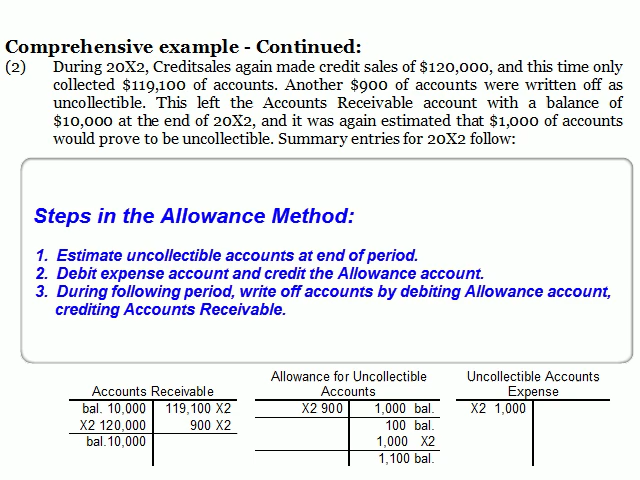 Comprehensive example - Continued:
(2) During 20X2, Creditsales again made credit sales of $120,000, and this time only
collected $119,100 of accounts. Another $900 of accounts were written off as
uncollectible. This left the Accounts Receivable account with a balance of
$10,000 at the end of 20X2, and it was again estimated that $1,000 of accounts
would prove to be uncollectible. Summary entries for 20X2 follow:
Steps in the Allowance Method:
1. Estimate uncollectible accounts at end of period.
2. Debit expense account and credit the Allowance account.
3. During following period, write off accounts by debiting Allowance account,
crediting Accounts Receivable.
Accounts Receivable
bal. 10,000 119,100 X2
X2 120,000 900 X2
bal.10,000
Allowance for Uncollectible
Accounts
X2 900 1,000 bal.
100 bal.
1,000 X2
1,100 bal.
Uncollectible Accounts
Expense
X2 1,000